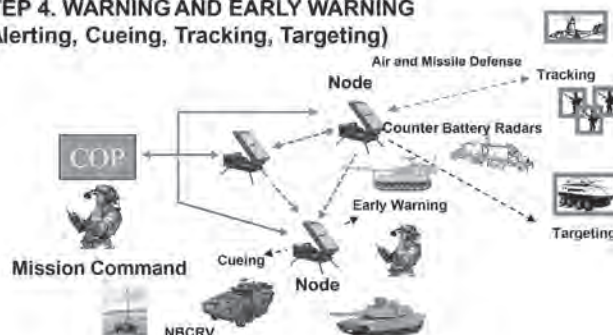 TEP 4. WARNING AND EARLY WARNING
Alerting, Cueing, Tracking, Targeting)
Air and Missile Defense
Tracking
Node
Counter Battery Radars
COP
Early Warning
Targeting
Cueing
Mission Command
Node
NBCRV